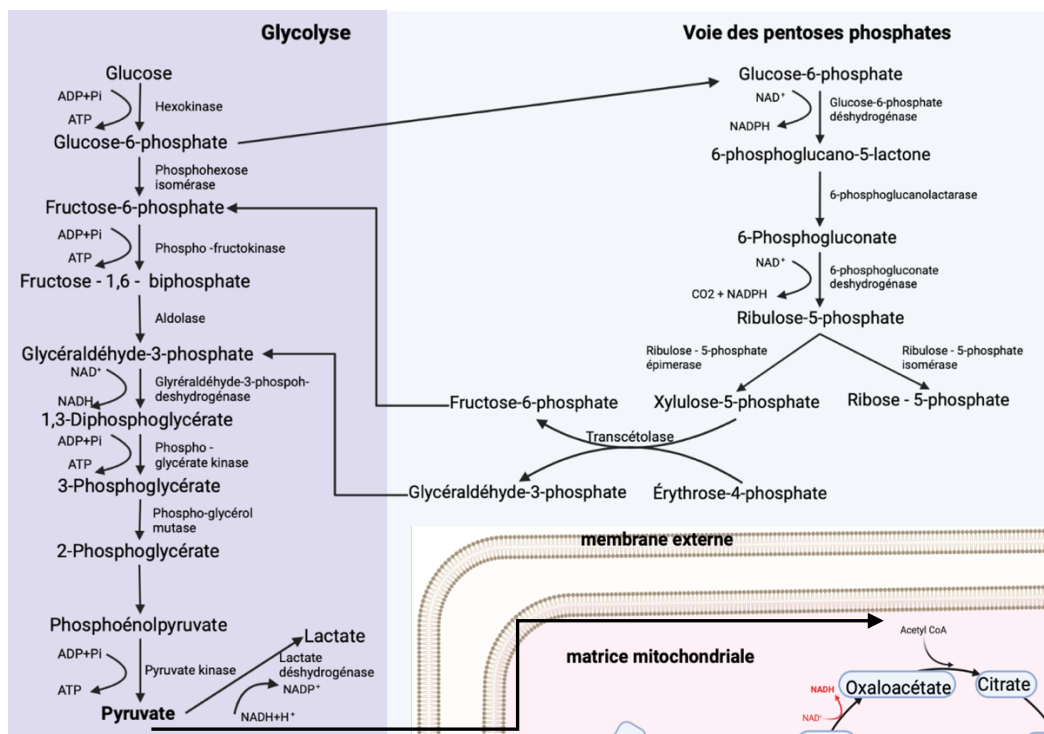 Glycolyse
Glucose
ADP+Pi
ATP
Hexokinase
Glucose-6-phosphate
Phosphohexose
isomérase
Fructose-6-phosphate
ADP+Pi
ATP
Phospho -fructokinase
Fructose - 1,6 - biphosphate
Aldolase
Glycéraldéhyde-3-phosphate
NAD⁺
NADH
Glyréraldéhyde-3-phospoh-
deshydrogénase
1,3-Diphosphoglycérate
ADP+Pi
ATP
Phospho -
glycérate kinase
3-Phosphoglycérate
Phospho-glycérol
mutase
2-Phosphoglycérate
Phosphoénolpyruvate
ADP+Pi
ATP
Pyruvate kinase
Pyruvate
Lactate
Lactate
déshydrogénase
NADP⁺
NADH+H⁺
Voie des pentoses phosphates
Glucose-6-phosphate
NAD⁺
NADPH
Glucose-6-phosphate
déhydrogénase
6-phosphoglucano-5-lactone
6-phosphoglucanolactarase
6-Phosphogluconate
NAD⁺
CO2 + NADPH
6-phosphogluconate
deshydrogénase
Ribulose-5-phosphate
Ribulose - 5-phosphate
épimerase
Ribulose - 5-phosphate
isomérase
Fructose-6-phosphate
Xylulose-5-phosphate
Ribose - 5-phosphate
Transcétolase
Glycéraldéhyde-3-phosphate
Érythrose-4-phosphate
membrane externe
matrice mitochondriale
Acetyl CoA
NADH
NAD⁺
Oxaloacétate
Citrate